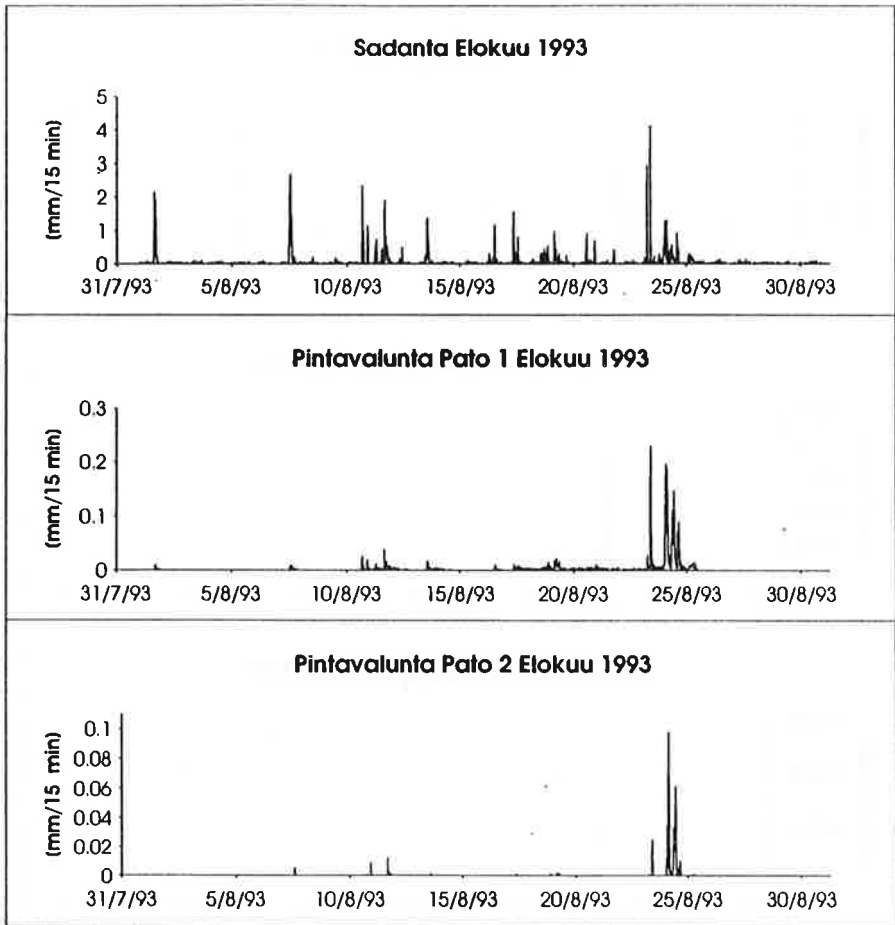 Sadanta Elokuu 1993
(mm/15 min)
5
4
3
2
1
0
31/7/93 5/8/93 10/8/93 15/8/93 20/8/93 25/8/93 30/8/93
Pintavalunta Pato 1 Elokuu 1993
(mm/15 min)
0.3
0.2
0.1
0
31/7/93 5/8/93 10/8/93 15/8/93 20/8/93 25/8/93 30/8/93
Pintavalunta Pato 2 Elokuu 1993
(mm/15 min)
0.1
0.08
0.06
0.04
0.02
0
31/7/93 5/8/93 10/8/93 15/8/93 20/8/93 25/8/93 30/8/93